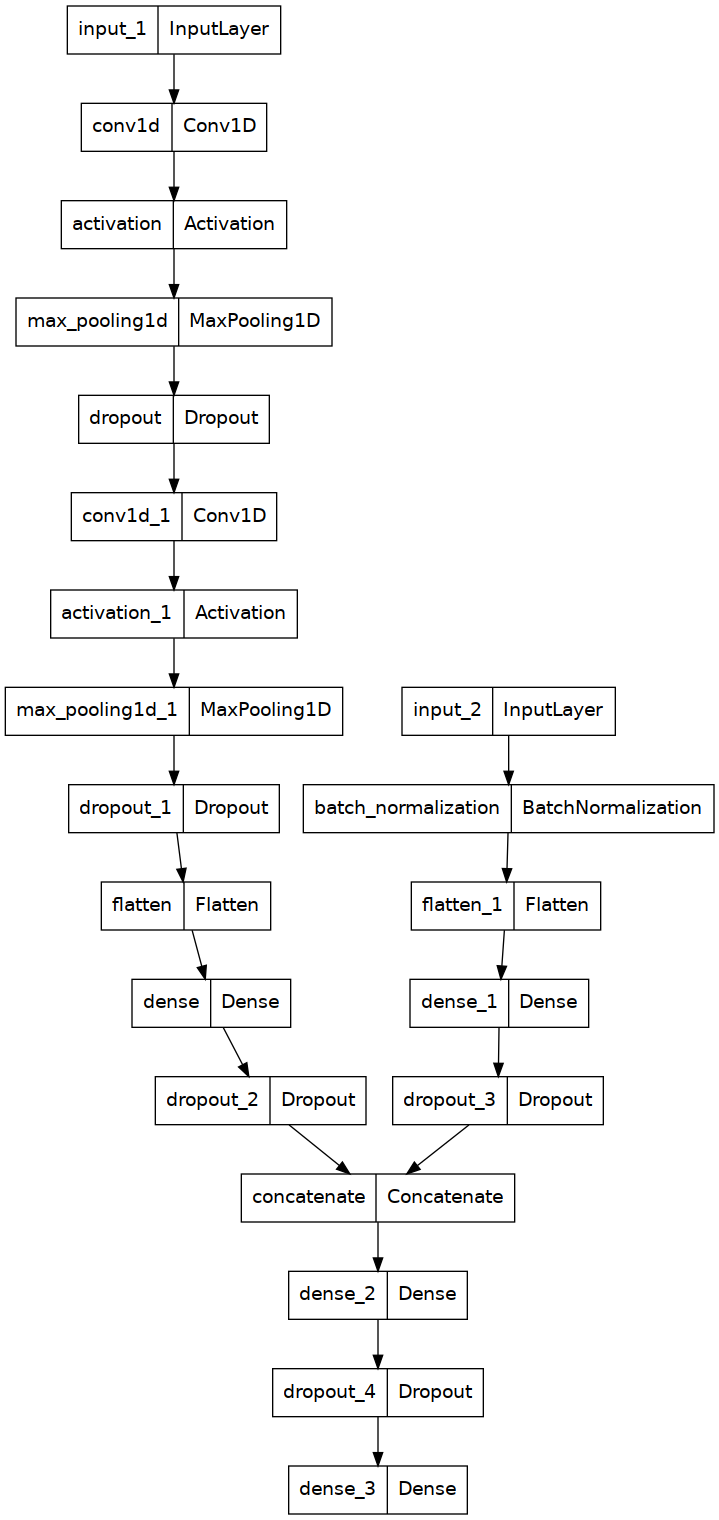 input_1 InputLayer
conv1d Conv1D
activation Activation
max_pooling1d MaxPooling1D
dropout Dropout
conv1d_1 Conv1D
activation_1 Activation
max_pooling1d_1 MaxPooling1D
input_2 InputLayer
dropout_1 Dropout
batch_normalization BatchNormalization
flatten Flatten
flatten_1 Flatten
dense Dense
dense_1 Dense
dropout_2 Dropout
dropout_3 Dropout
concatenate Concatenate
dense_2 Dense
dropout_4 Dropout
dense_3 Dense